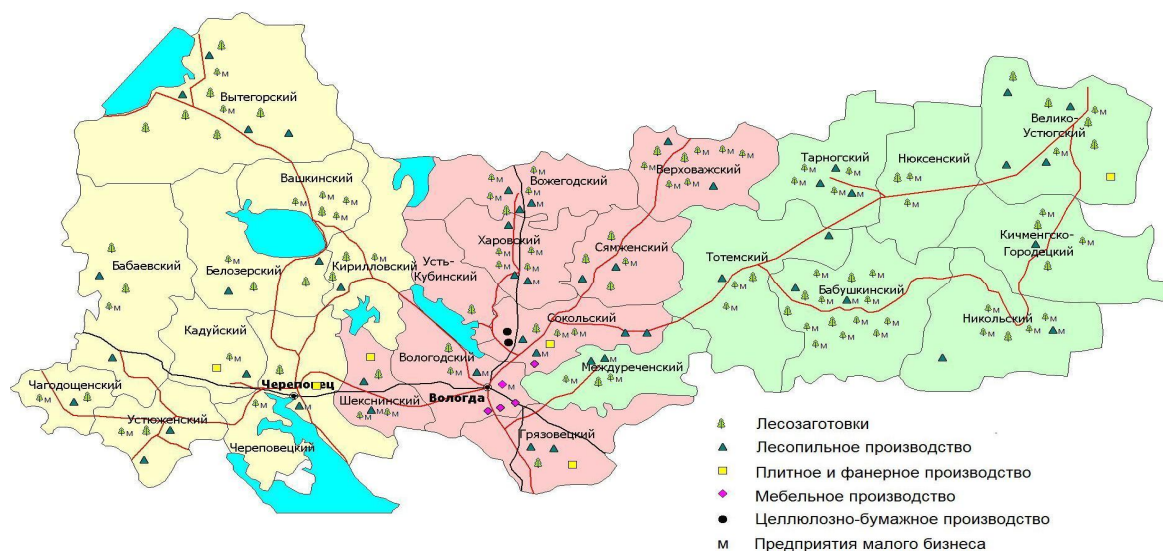 Вытегорский
Вашкинский
Бабаевский
Белозерский
Кирилловский
Кадуйский
Чагодощенский
Устюженский
Череповец
Череповецкий
Шекснинский
Вожегодский
Верховажский
Харовский
Сямженский
Усть-
Кубинский
Сокольский
Вологодский
Вологда
Междуреченский
Грязовецкий
Тарногский
Нюксенский
Велико-
Устюгский
Тотемский
Бабушкинский
Кичменгско-
Городецкий
Никольский
Лесозаготовки
Лесопильное производство
Плитное и фанерное производство
Мебельное производство
Целлюлозно-бумажное производство
м Предприятия малого бизнеса